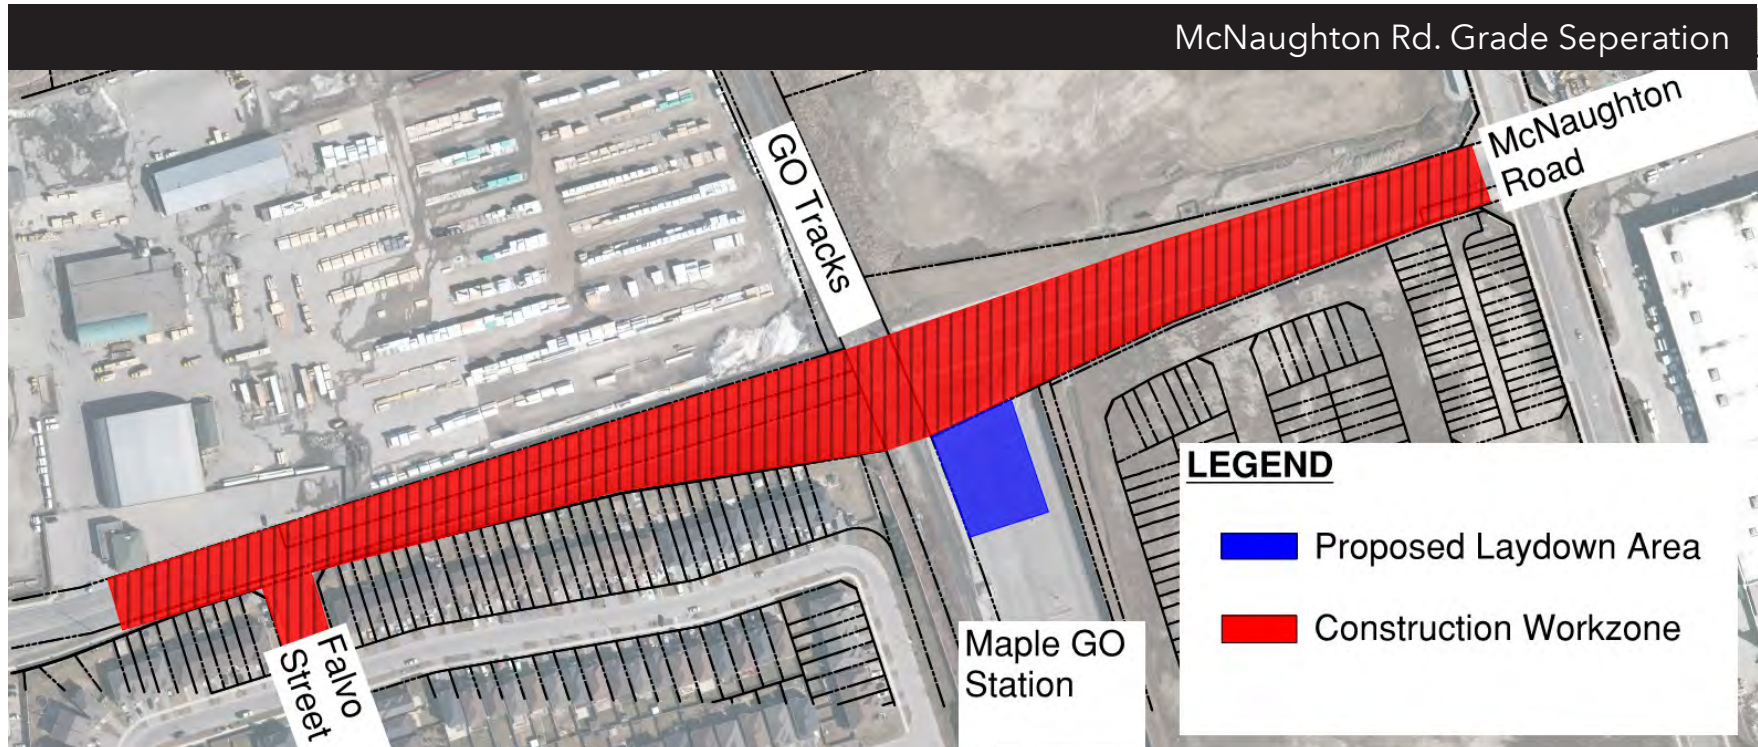 McNaughton Rd. Grade Seperation
McNaughton
Road
GO Tracks
LEGEND
Proposed Laydown Area
Construction Workzone
Maple GO
Station
Falvo
Street